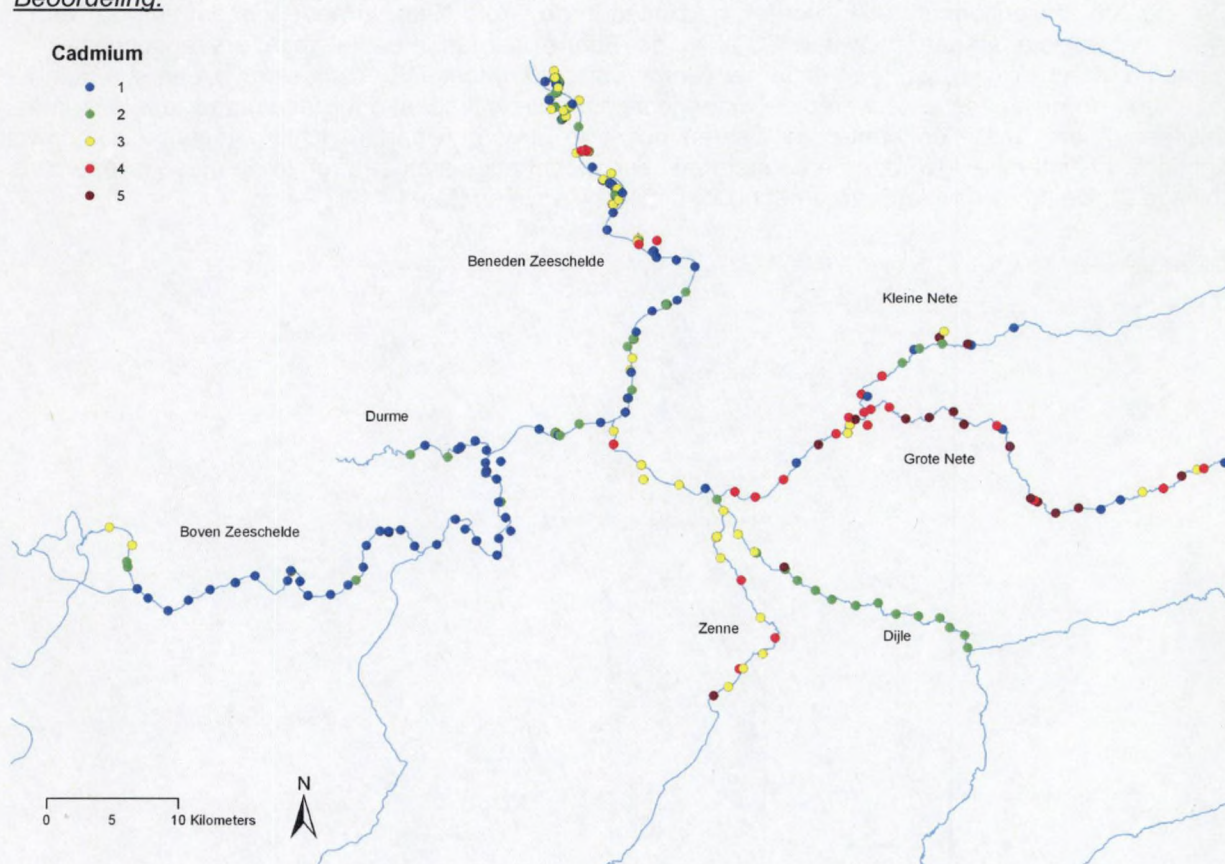 Beoordeling:
Cadmium
1
2
3
4
5
Beneden Zeeschelde
Kleine Nete
Durme
Grote Nete
Boven Zeeschelde
Zenne
Dijle
N
0 5 10 Kilometers